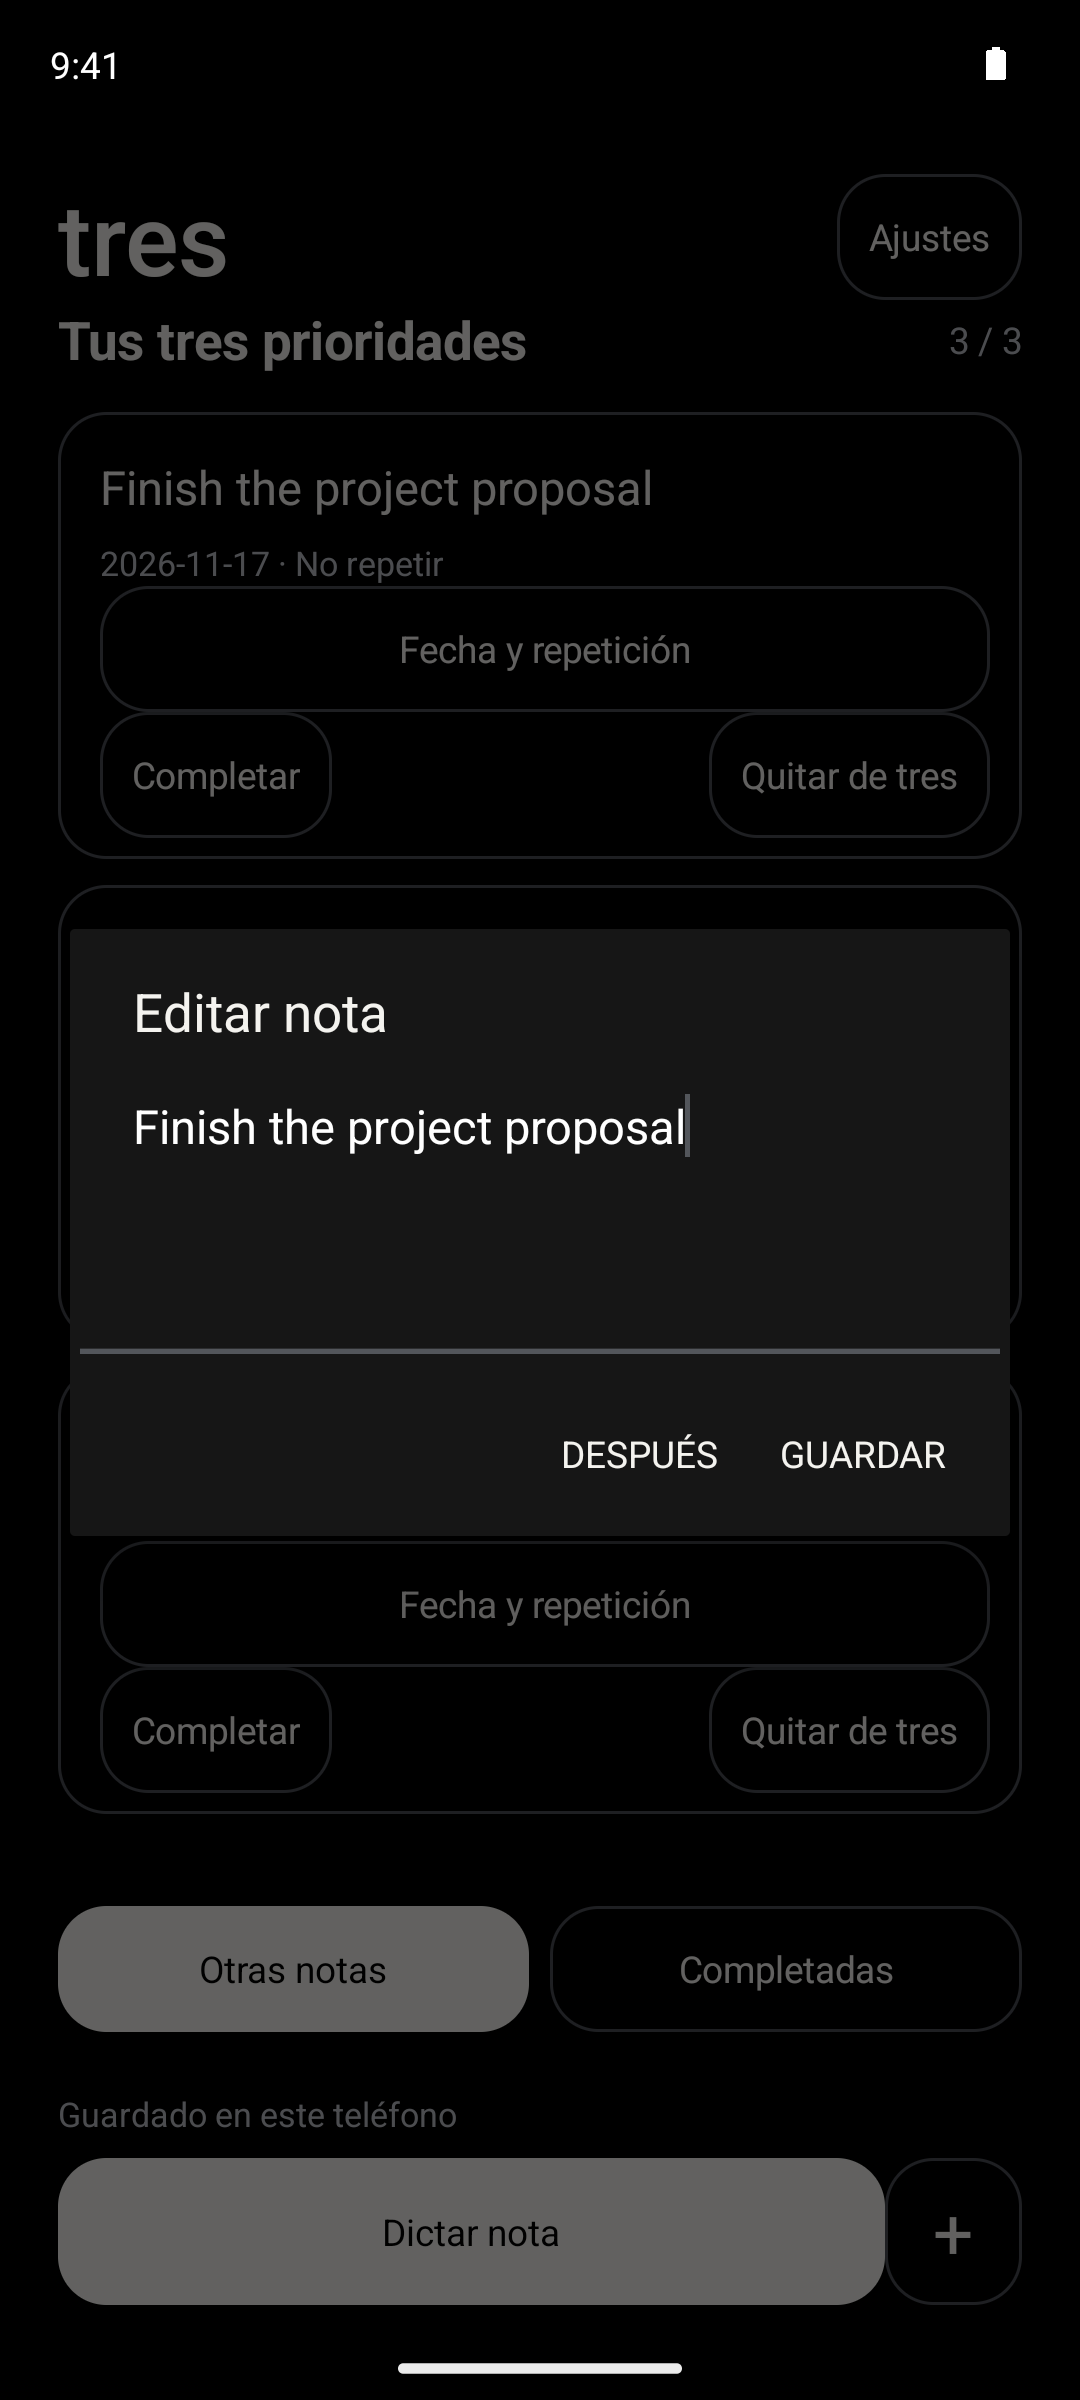 9:41
tres
Ajustes
Tus tres prioridades
3 / 3
Finish the project proposal
2026-11-17 · No repetir
Fecha y repetición
Completar
Quitar de tres
Editar nota
Finish the project proposal
DESPUÉS
GUARDAR
Fecha y repetición
Completar
Quitar de tres
Otras notas
Completadas
Guardado en este teléfono
Dictar nota
+